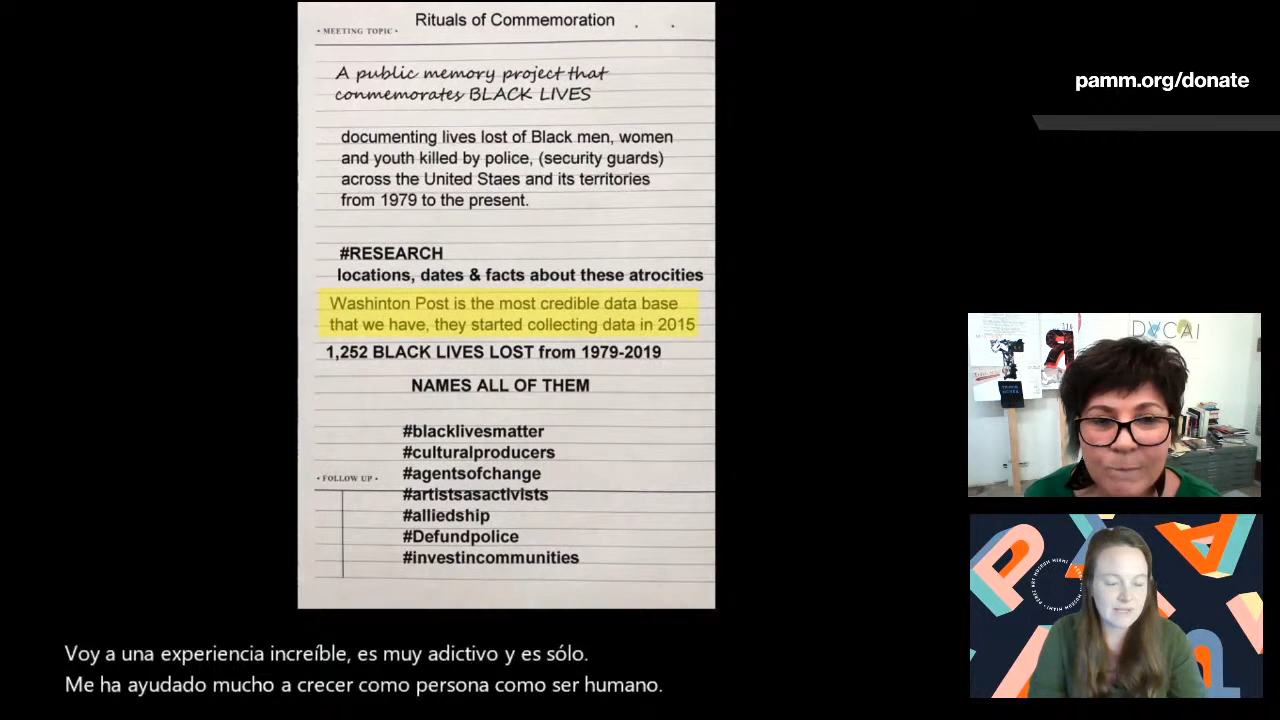 Rituals of Commemoration
• MEETING TOPIC •
A public memory project that
conmemorates BLACK LIVES
documenting lives lost of Black men, women
and youth killed by police, (security guards)
across the United Staes and its territories
from 1979 to the present.
#RESEARCH
locations, dates & facts about these atrocities
Washinton Post is the most credible data base
that we have, they started collecting data in 2015
1,252 BLACK LIVES LOST from 1979-2019
NAMES ALL OF THEM
#blacklivesmatter
#culturalproducers
#agentsofchange
• FOLLOW UP •
#artistsasactivists
#alliedship
#Defundpolice
#investincommunities
pamm.org/donate
DVCAI
PÉREZ ART MUSEUM MIAMI
Voy a una experiencia increíble, es muy adictivo y es sólo.
Me ha ayudado mucho a crecer como persona como ser humano.